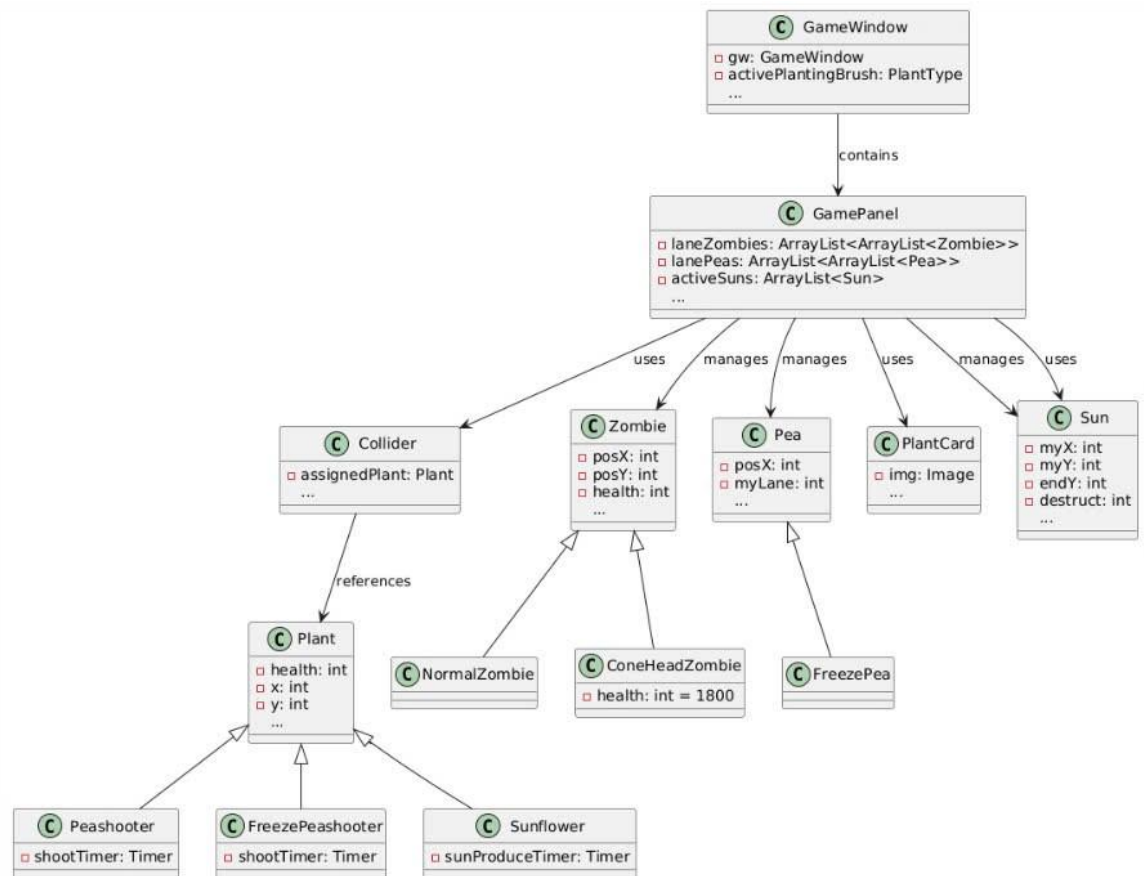 C GameWindow
gw: GameWindow
activePlantingBrush: PlantType
...
contains
C GamePanel
laneZombies: ArrayList<ArrayList<Zombie>>
lanePeas: ArrayList<ArrayList<Pea>>
activeSuns: ArrayList<Sun>
...
uses
manages
manages
uses
manages
uses
C Collider
assignedPlant: Plant
...
C Zombie
posX: int
posY: int
health: int
...
C Pea
posX: int
myLane: int
...
C PlantCard
img: Image
...
C Sun
myX: int
myY: int
endY: int
destruct: int
...
references
C Plant
health: int
x: int
y: int
...
C NormalZombie
C ConeHeadZombie
health: int = 1800
C FreezePea
C Peashooter
shootTimer: Timer
C FreezePeashooter
shootTimer: Timer
C Sunflower
sunProduceTimer: Timer